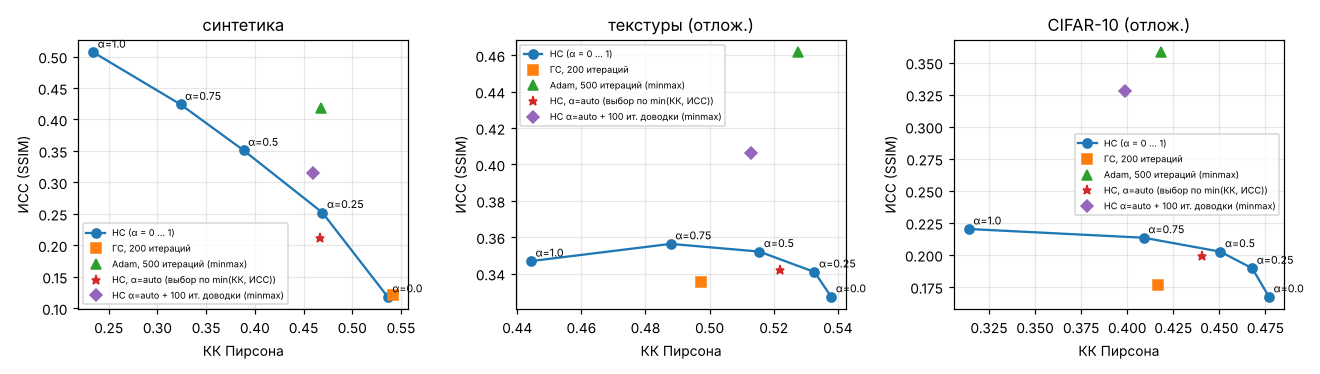 синтетика
ИСС (SSIM)
0.50
0.45
0.40
0.35
0.30
0.25
0.20
0.15
0.10
α=1.0
α=0.75
α=0.5
α=0.25
α=0.0
НС (α = 0 ... 1)
ГС, 200 итераций
Adam, 500 итераций (minmax)
НС, α=auto (выбор по min(КК, ИСС))
НС α=auto + 100 ит. доводки (minmax)
0.25 0.30 0.35 0.40 0.45 0.50 0.55
КК Пирсона
текстуры (отлож.)
ИСС (SSIM)
0.46
0.44
0.42
0.40
0.38
0.36
0.34
НС (α = 0 ... 1)
ГС, 200 итераций
Adam, 500 итераций (minmax)
НС, α=auto (выбор по min(КК, ИСС))
НС α=auto + 100 ит. доводки (minmax)
α=1.0
α=0.75
α=0.5
α=0.25
α=0.0
0.44 0.46 0.48 0.50 0.52 0.54
КК Пирсона
CIFAR-10 (отлож.)
ИСС (SSIM)
0.350
0.325
0.300
0.275
0.250
0.225
0.200
0.175
НС (α = 0 ... 1)
ГС, 200 итераций
Adam, 500 итераций (minmax)
НС, α=auto (выбор по min(КК, ИСС))
НС α=auto + 100 ит. доводки (minmax)
α=1.0
α=0.75
α=0.5
α=0.25
α=0.0
0.325 0.350 0.375 0.400 0.425 0.450 0.475
КК Пирсона